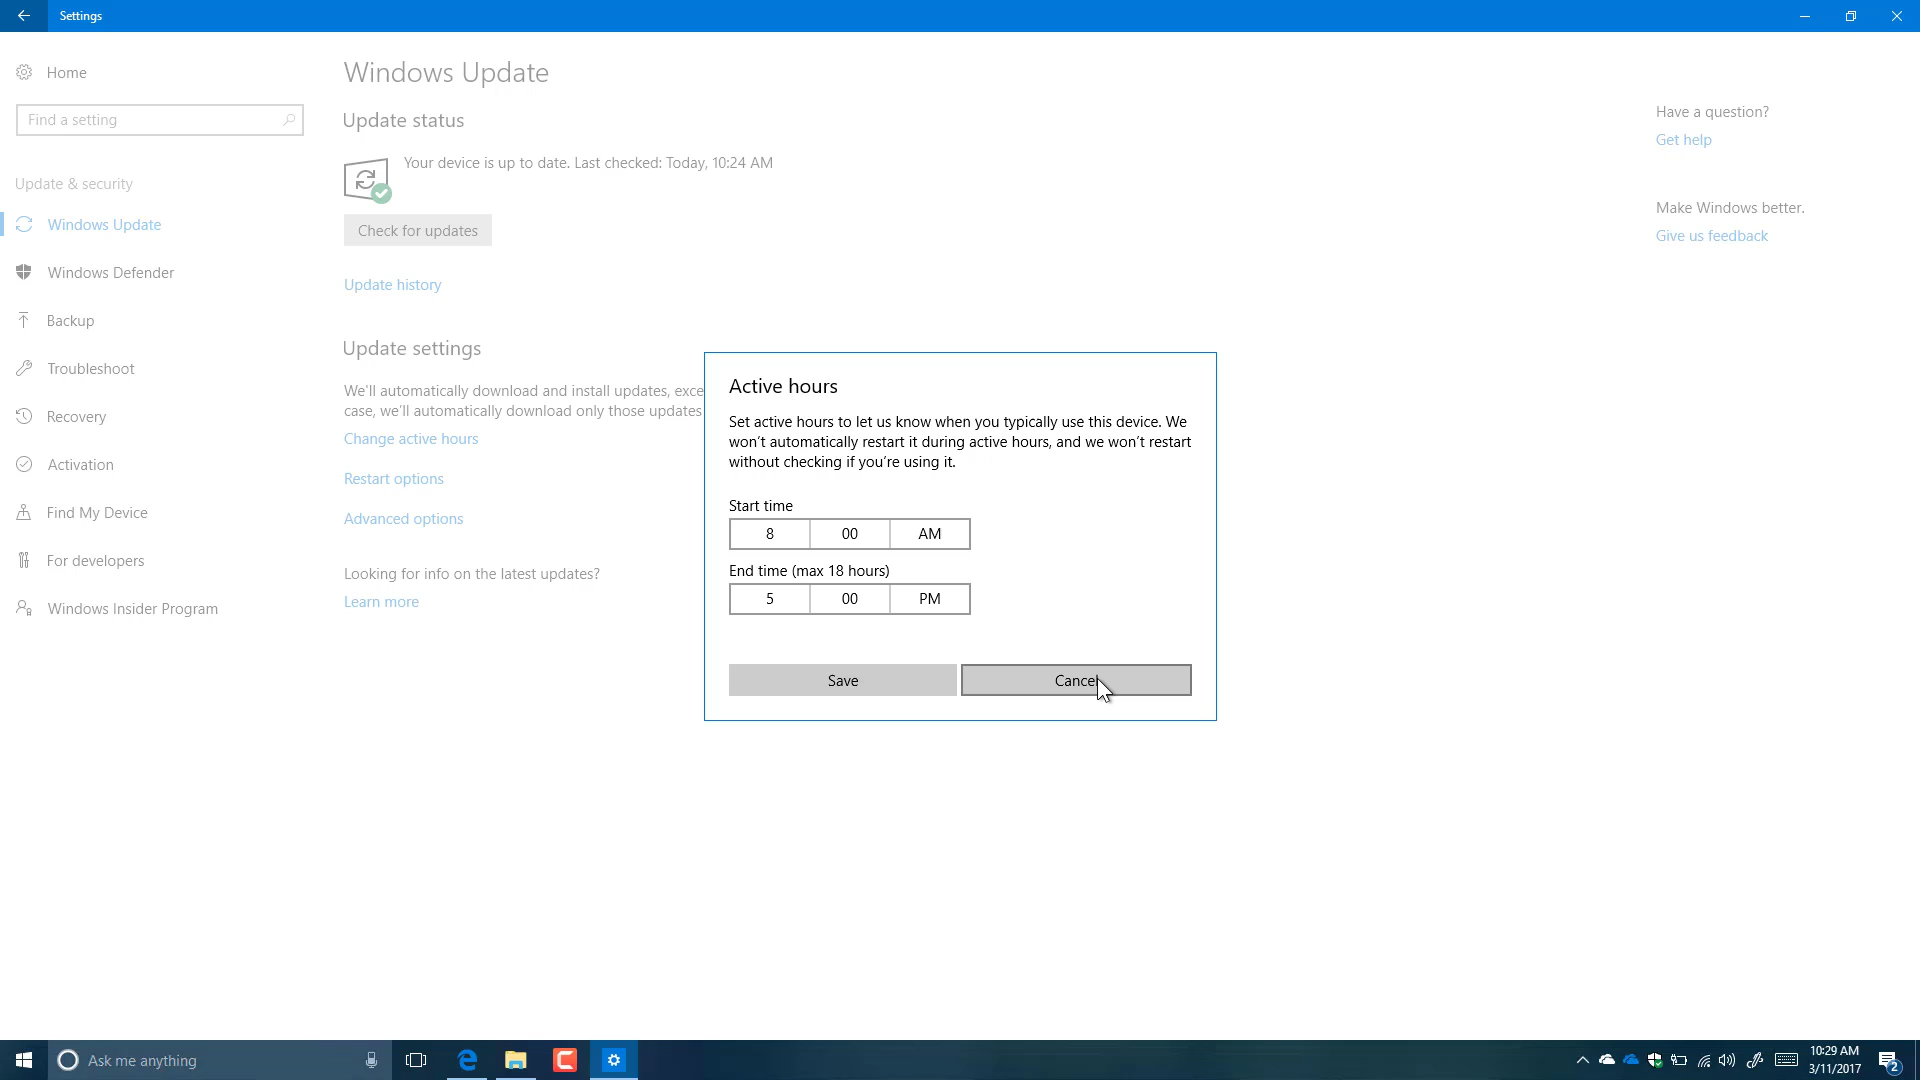 Settings
Home
Find a setting
Update & security
Windows Update
Windows Defender
Backup
Troubleshoot
Recovery
Activation
Find My Device
For developers
Windows Insider Program
Windows Update
Update status
Your device is up to date. Last checked: Today, 10:24 AM
Check for updates
Update history
Update settings
We'll automatically download and install updates, exce
case, we'll automatically download only those updates
Change active hours
Restart options
Advanced options
Looking for info on the latest updates?
Learn more
Active hours
Set active hours to let us know when you typically use this device. We
won't automatically restart it during active hours, and we won't restart
without checking if you're using it.
Start time
8 00 AM
End time (max 18 hours)
5 00 PM
Save Cancel
Have a question?
Get help
Make Windows better.
Give us feedback
Ask me anything
10:29 AM
3/11/2017
2